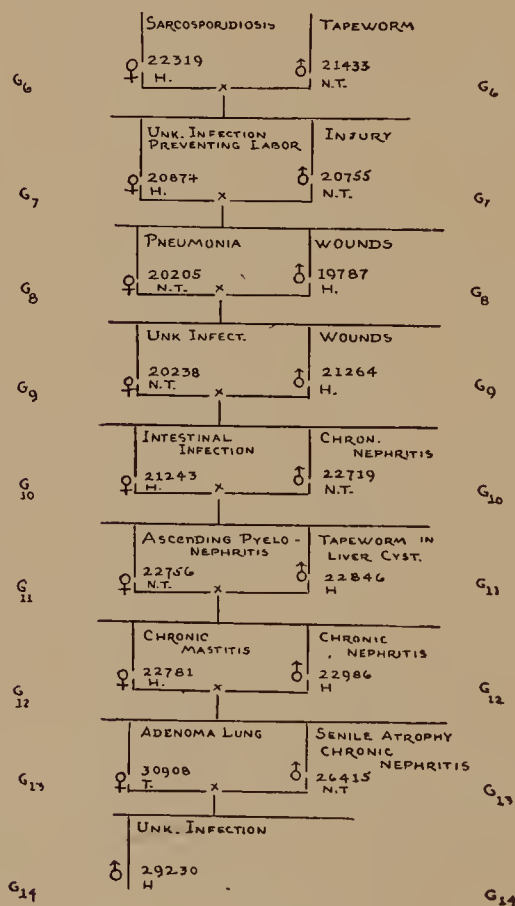 SARCOSPORIDIOSIS TAPEWORM
♀ 22319 ♂ 21433
G6 H. x N.T. G6
UNK. INFECTION PREVENTING LABOR INJURY
♀ 20874 ♂ 20755
G7 H. x N.T. G7
PNEUMONIA WOUNDS
♀ 20205 ♂ 19787
G8 N.T. x H. G8
UNK INFECT. WOUNDS
♀ 20238 ♂ 21264
G9 N.T. x H. G9
INTESTINAL CHRON.
INFECTION NEPHRITIS
♀ 21243 ♂ 22719
G10 H. x N.T. G10
ASCENDING PYELO- TAPEWORM IN
NEPHRITIS LIVER CYST.
♀ 22756 ♂ 22846
G11 N.T. x H G11
CHRONIC CHRONIC
MASTITIS NEPHRITIS
♀ 22781 ♂ 22986
G12 H. x H G12
ADENOMA LUNG SENILE ATROPHY
CHRONIC
NEPHRITIS
♀ 30908 ♂ 26415
G13 T. x N.T G13
UNK. INFECTION
♂ 29230
G14 H G14